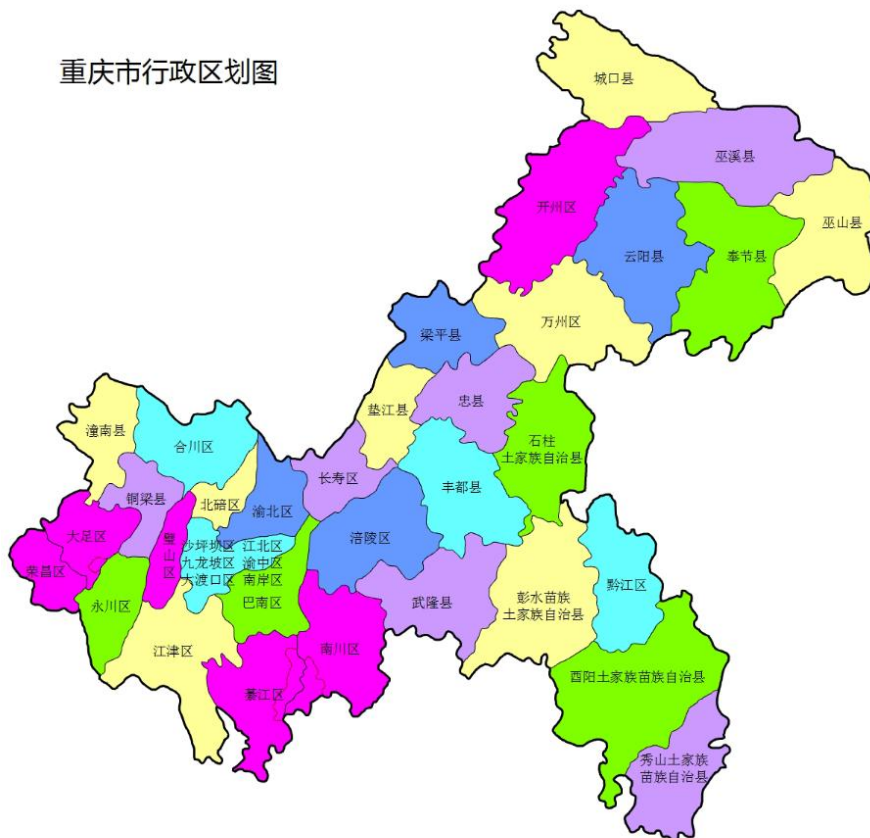 重庆市行政区划图
城口县
巫溪县
开州区
巫山县
云阳县
奉节县
万州区
梁平县
忠县
垫江县
潼南县
合川区
石柱
土家族自治县
长寿区
丰都县
铜梁县
北碚区
渝北区
大足区
璧山区
沙坪坝区
江北区
九龙坡区
渝中区
大渡口区
南岸区
涪陵区
荣昌区
永川区
巴南区
武隆县
彭水苗族
土家族自治县
黔江区
江津区
南川区
綦江区
酉阳土家族苗族自治县
秀山土家族
苗族自治县